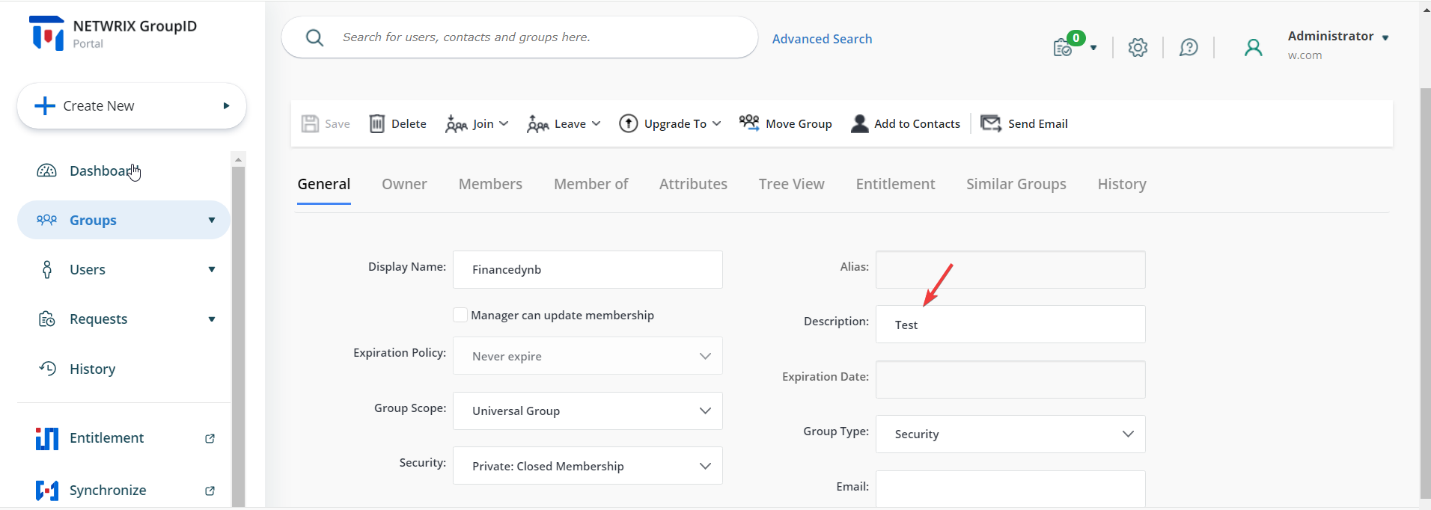 NETWRIX GroupID
Portal
Search for users, contacts and groups here.
Advanced Search
0
Administrator
w.com
Create New
Dashboard
Groups
Users
Requests
History
Entitlement
Synchronize
Save
Delete
Join
Leave
Upgrade To
Move Group
Add to Contacts
Send Email
General
Owner
Members
Member of
Attributes
Tree View
Entitlement
Similar Groups
History
Display Name:
Financedynb
Manager can update membership
Expiration Policy:
Never expire
Group Scope:
Universal Group
Security:
Private: Closed Membership
Alias:
Description:
Test
Expiration Date:
Group Type:
Security
Email: